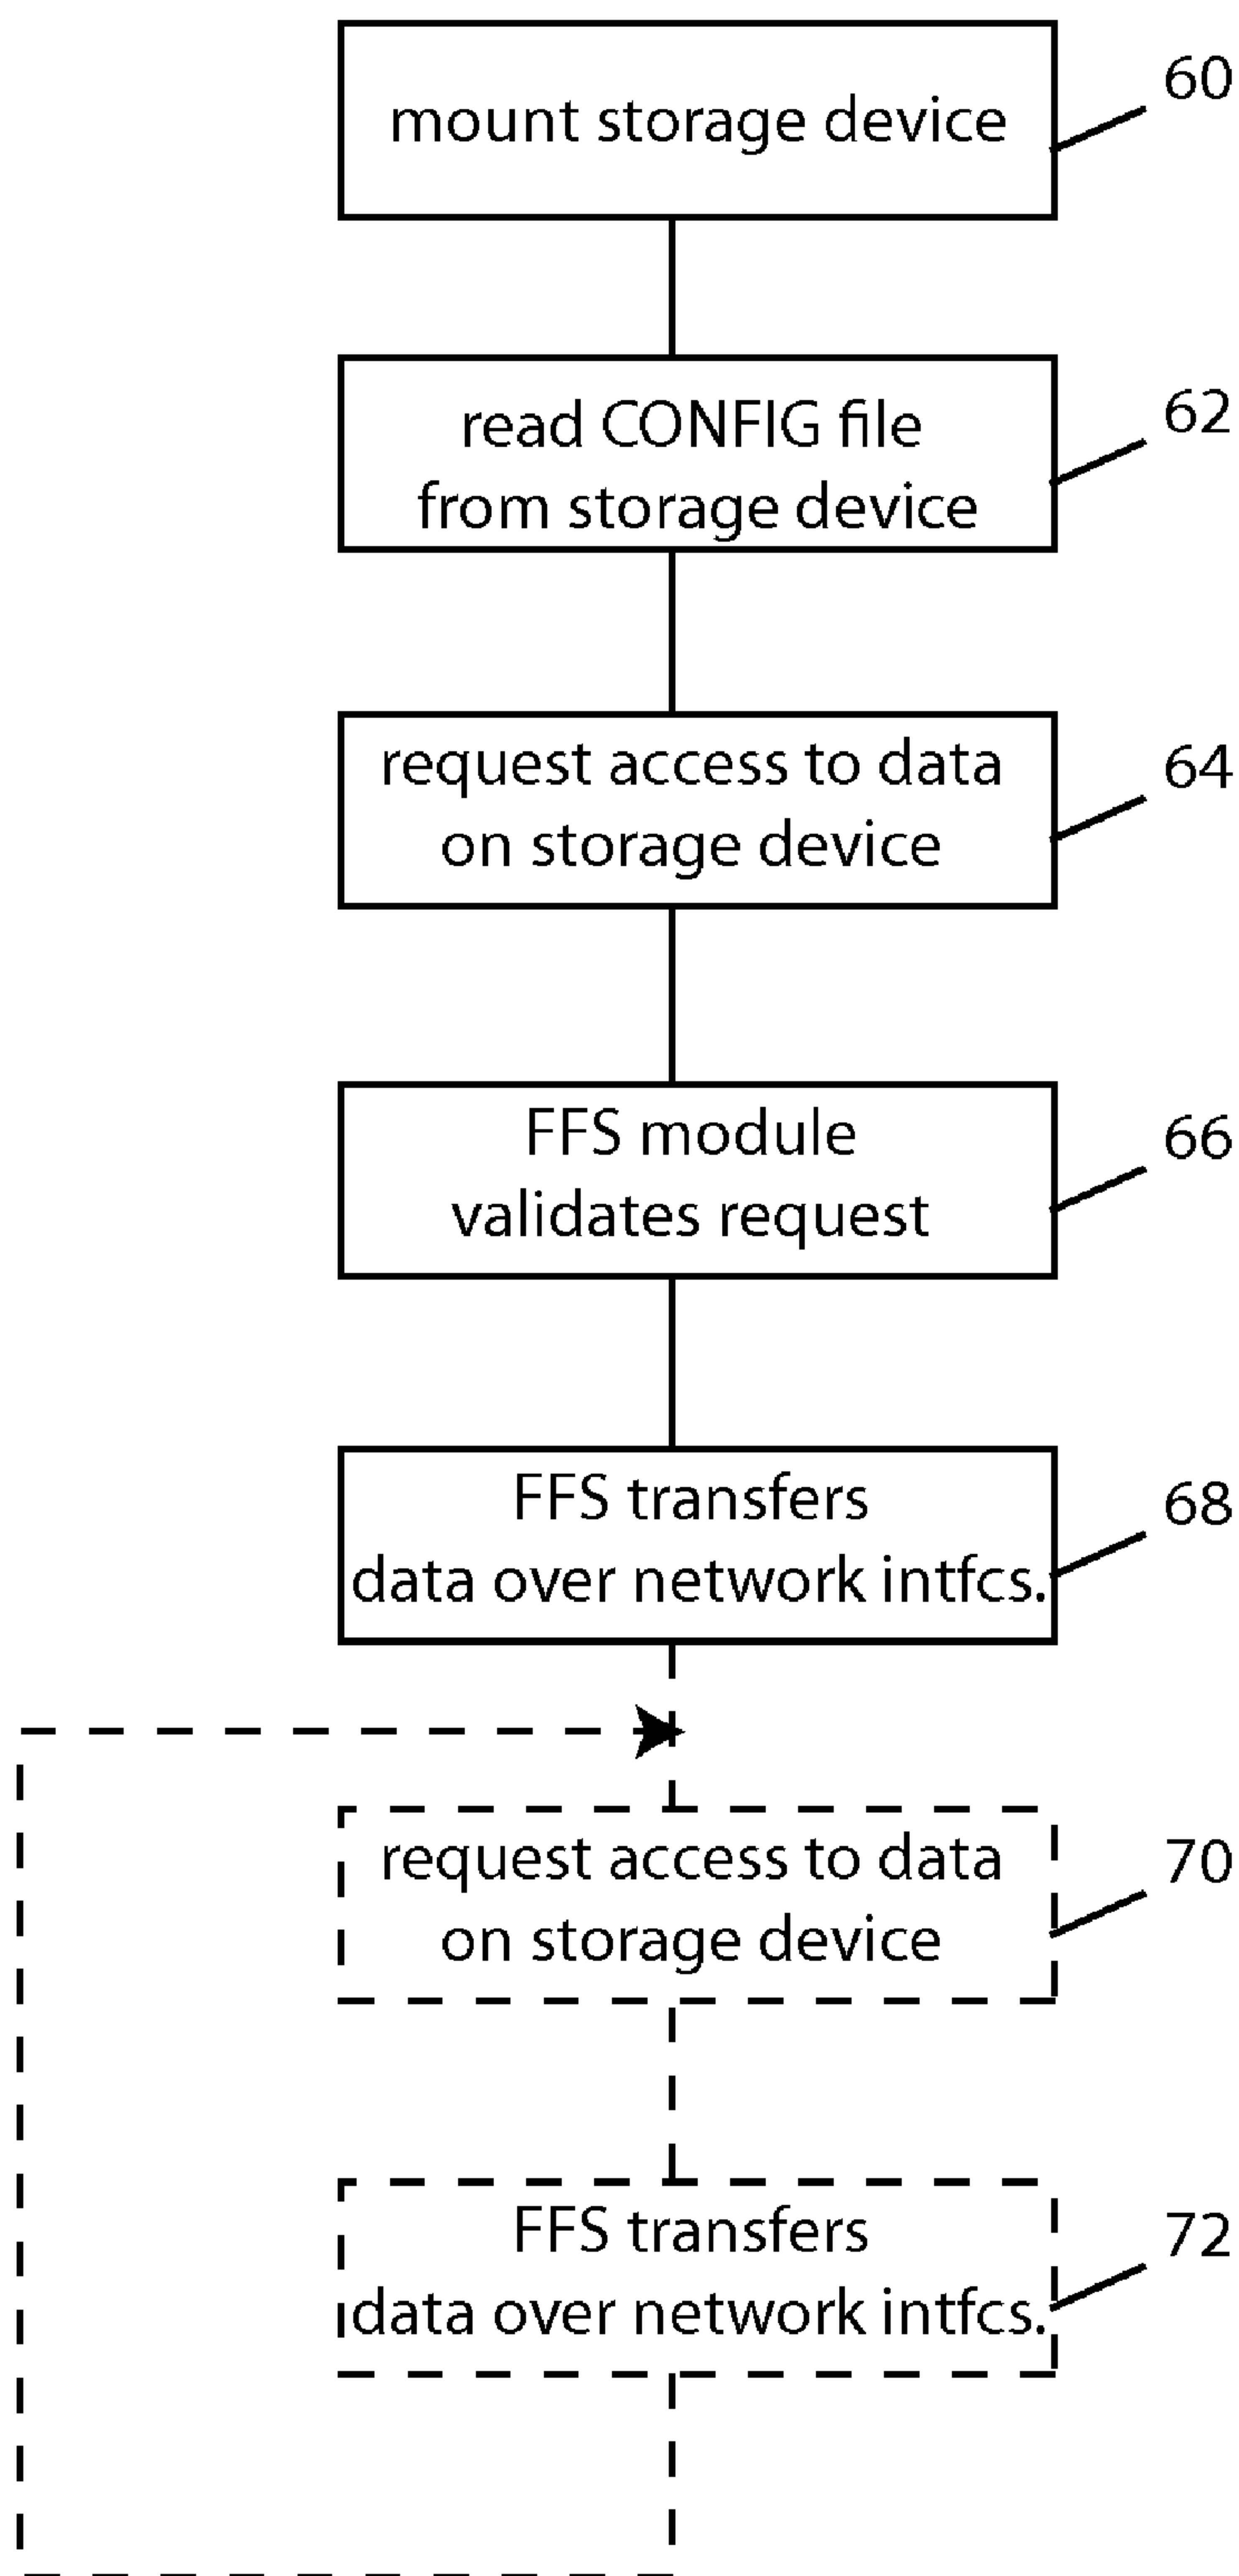 mount storage device
60
read CONFIG file
from storage device
62
request access to data
on storage device
64
FFS module
validates request
66
FFS transfers
data over network intfcs.
68
request access to data
on storage device
70
FFS transfers
data over network intfcs.
72